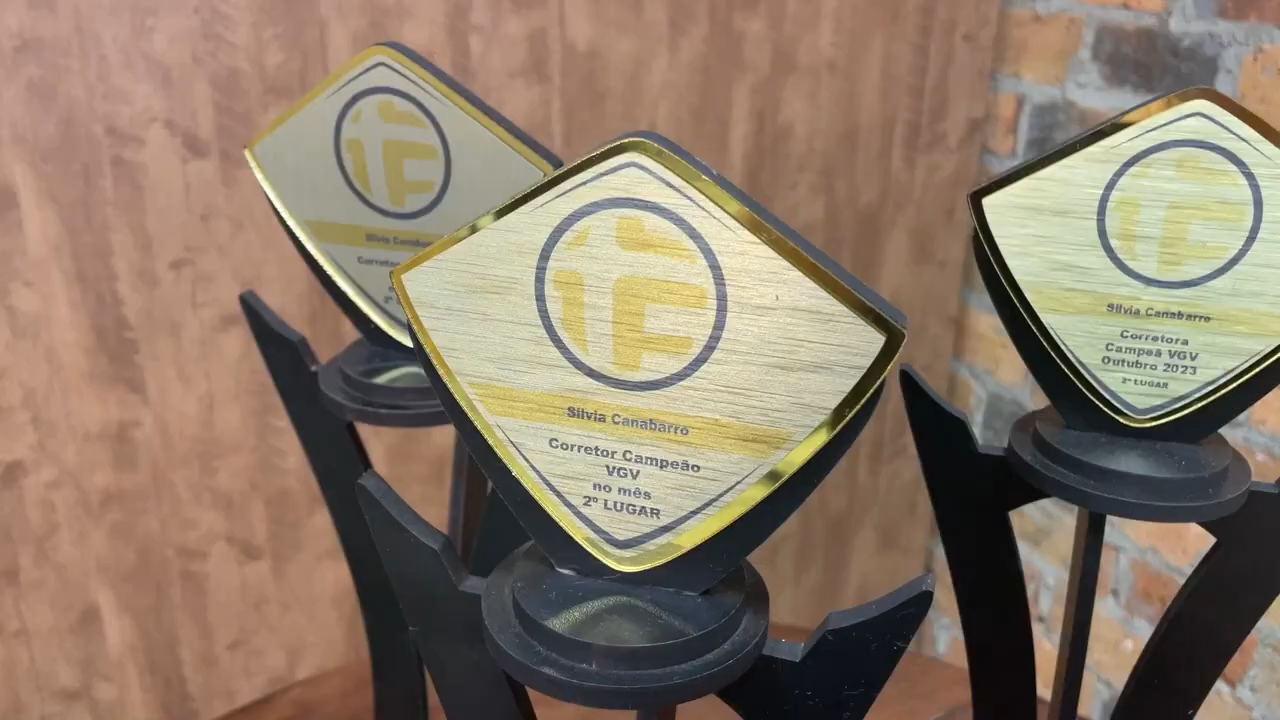 Silvia Canabarro
Corretor
2º
Silvia Canabarro
Corretor Campeão
VGV
no mês
2º LUGAR
Silvia Canabarro
Corretora
Campeã VGV
Outubro 2023
2º LUGAR